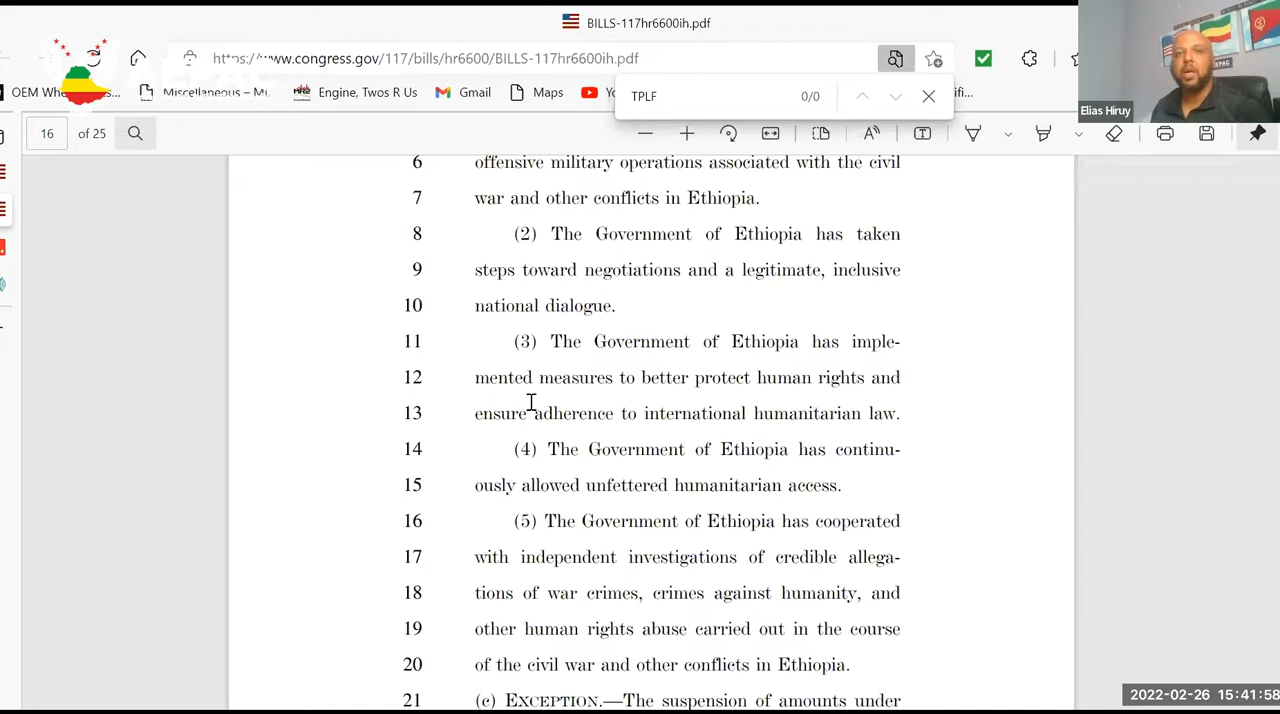 BILLS-117hr6600ih.pdf
https://www.congress.gov/117/bills/hr6600/BILLS-117hr6600ih.pdf
OEM Whe
Miscellaneous – M
Engine, Twos R Us
Gmail
Maps
TPLF
0/0
16 of 25
Elias Hiruy
6 offensive military operations associated with the civil
7 war and other conflicts in Ethiopia.
8 (2) The Government of Ethiopia has taken
9 steps toward negotiations and a legitimate, inclusive
10 national dialogue.
11 (3) The Government of Ethiopia has imple-
12 mented measures to better protect human rights and
13 ensure adherence to international humanitarian law.
14 (4) The Government of Ethiopia has continu-
15 ously allowed unfettered humanitarian access.
16 (5) The Government of Ethiopia has cooperated
17 with independent investigations of credible allega-
18 tions of war crimes, crimes against humanity, and
19 other human rights abuse carried out in the course
20 of the civil war and other conflicts in Ethiopia.
21 (c) EXCEPTION.—The suspension of amounts under
2022-02-26 15:41:58